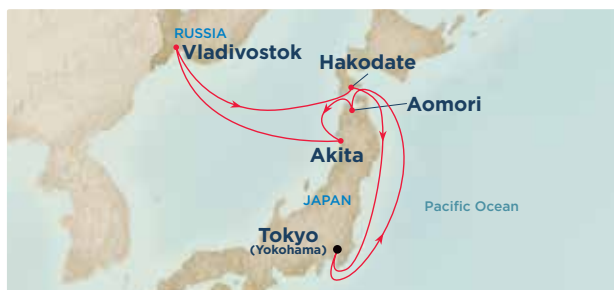 RUSSIA
Vladivostok
Hakodate
Aomori
Akita
JAPAN
Pacific Ocean
Tokyo
(Yokohama)